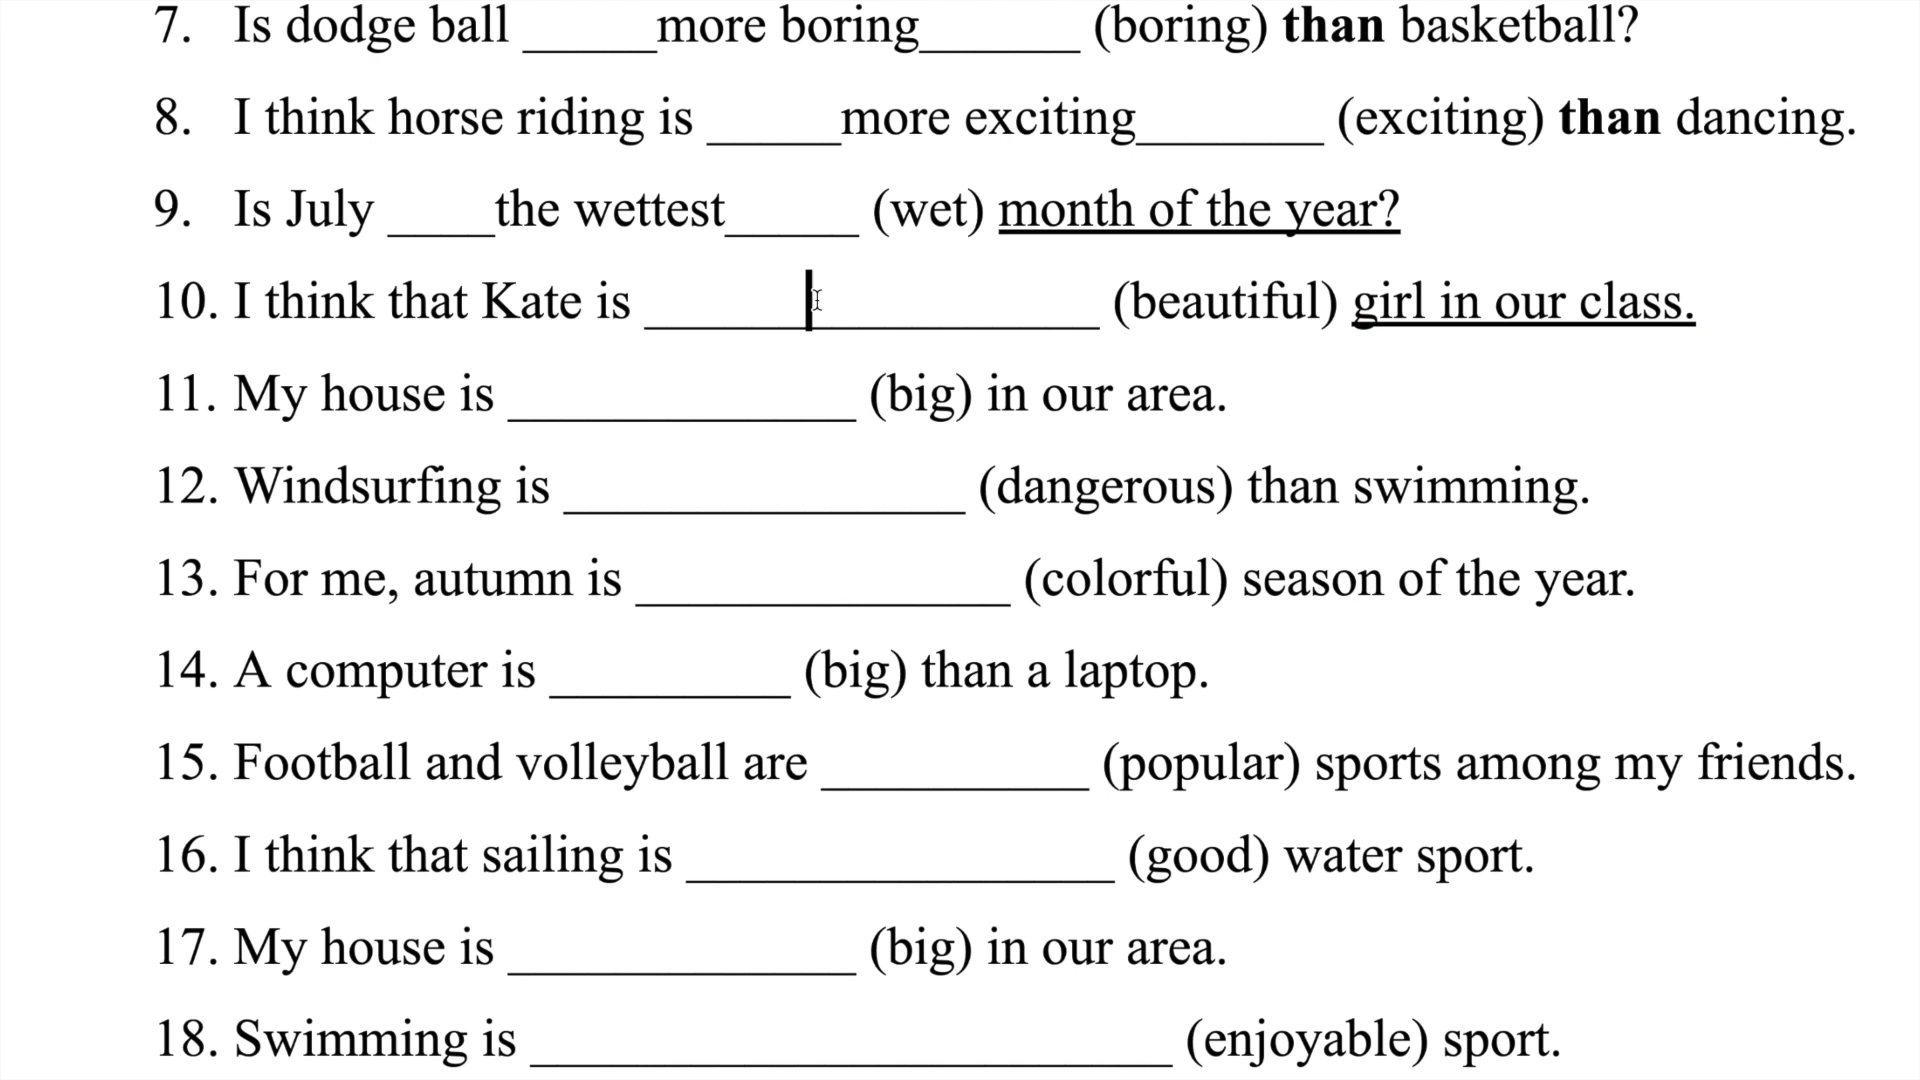 7. Is dodge ball _____more boring______ (boring) than basketball?
8. I think horse riding is _____more exciting_______ (exciting) than dancing.
9. Is July ____the wettest_____ (wet) month of the year?
10. I think that Kate is _________________ (beautiful) girl in our class.
11. My house is _____________ (big) in our area.
12. Windsurfing is _______________ (dangerous) than swimming.
13. For me, autumn is ______________ (colorful) season of the year.
14. A computer is _________ (big) than a laptop.
15. Football and volleyball are __________ (popular) sports among my friends.
16. I think that sailing is ________________ (good) water sport.
17. My house is _____________ (big) in our area.
18. Swimming is ________________________ (enjoyable) sport.